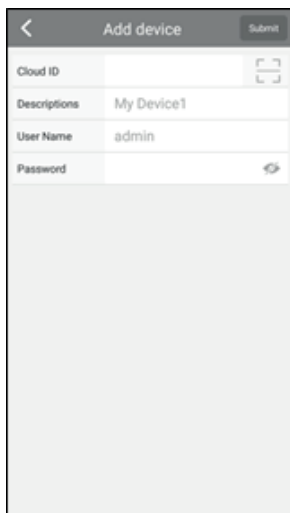 Add device Submit
Cloud ID
Descriptions My Device1
User Name admin
Password